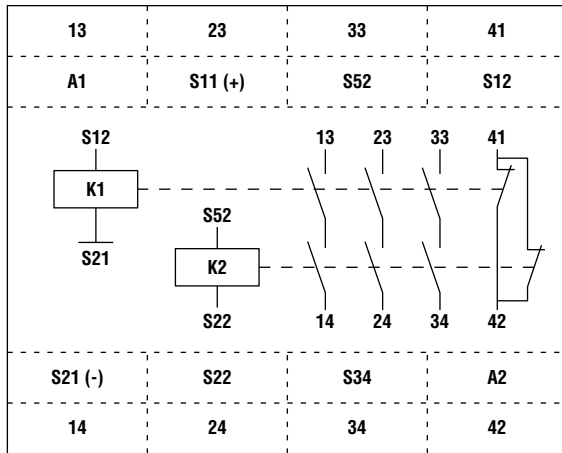 13 23 33 41
A1 S11 (+) S52 S12
S12 13 23 33 41
K1
S52
S21
K2
S22 14 24 34 42
S21 (-) S22 S34 A2
14 24 34 42